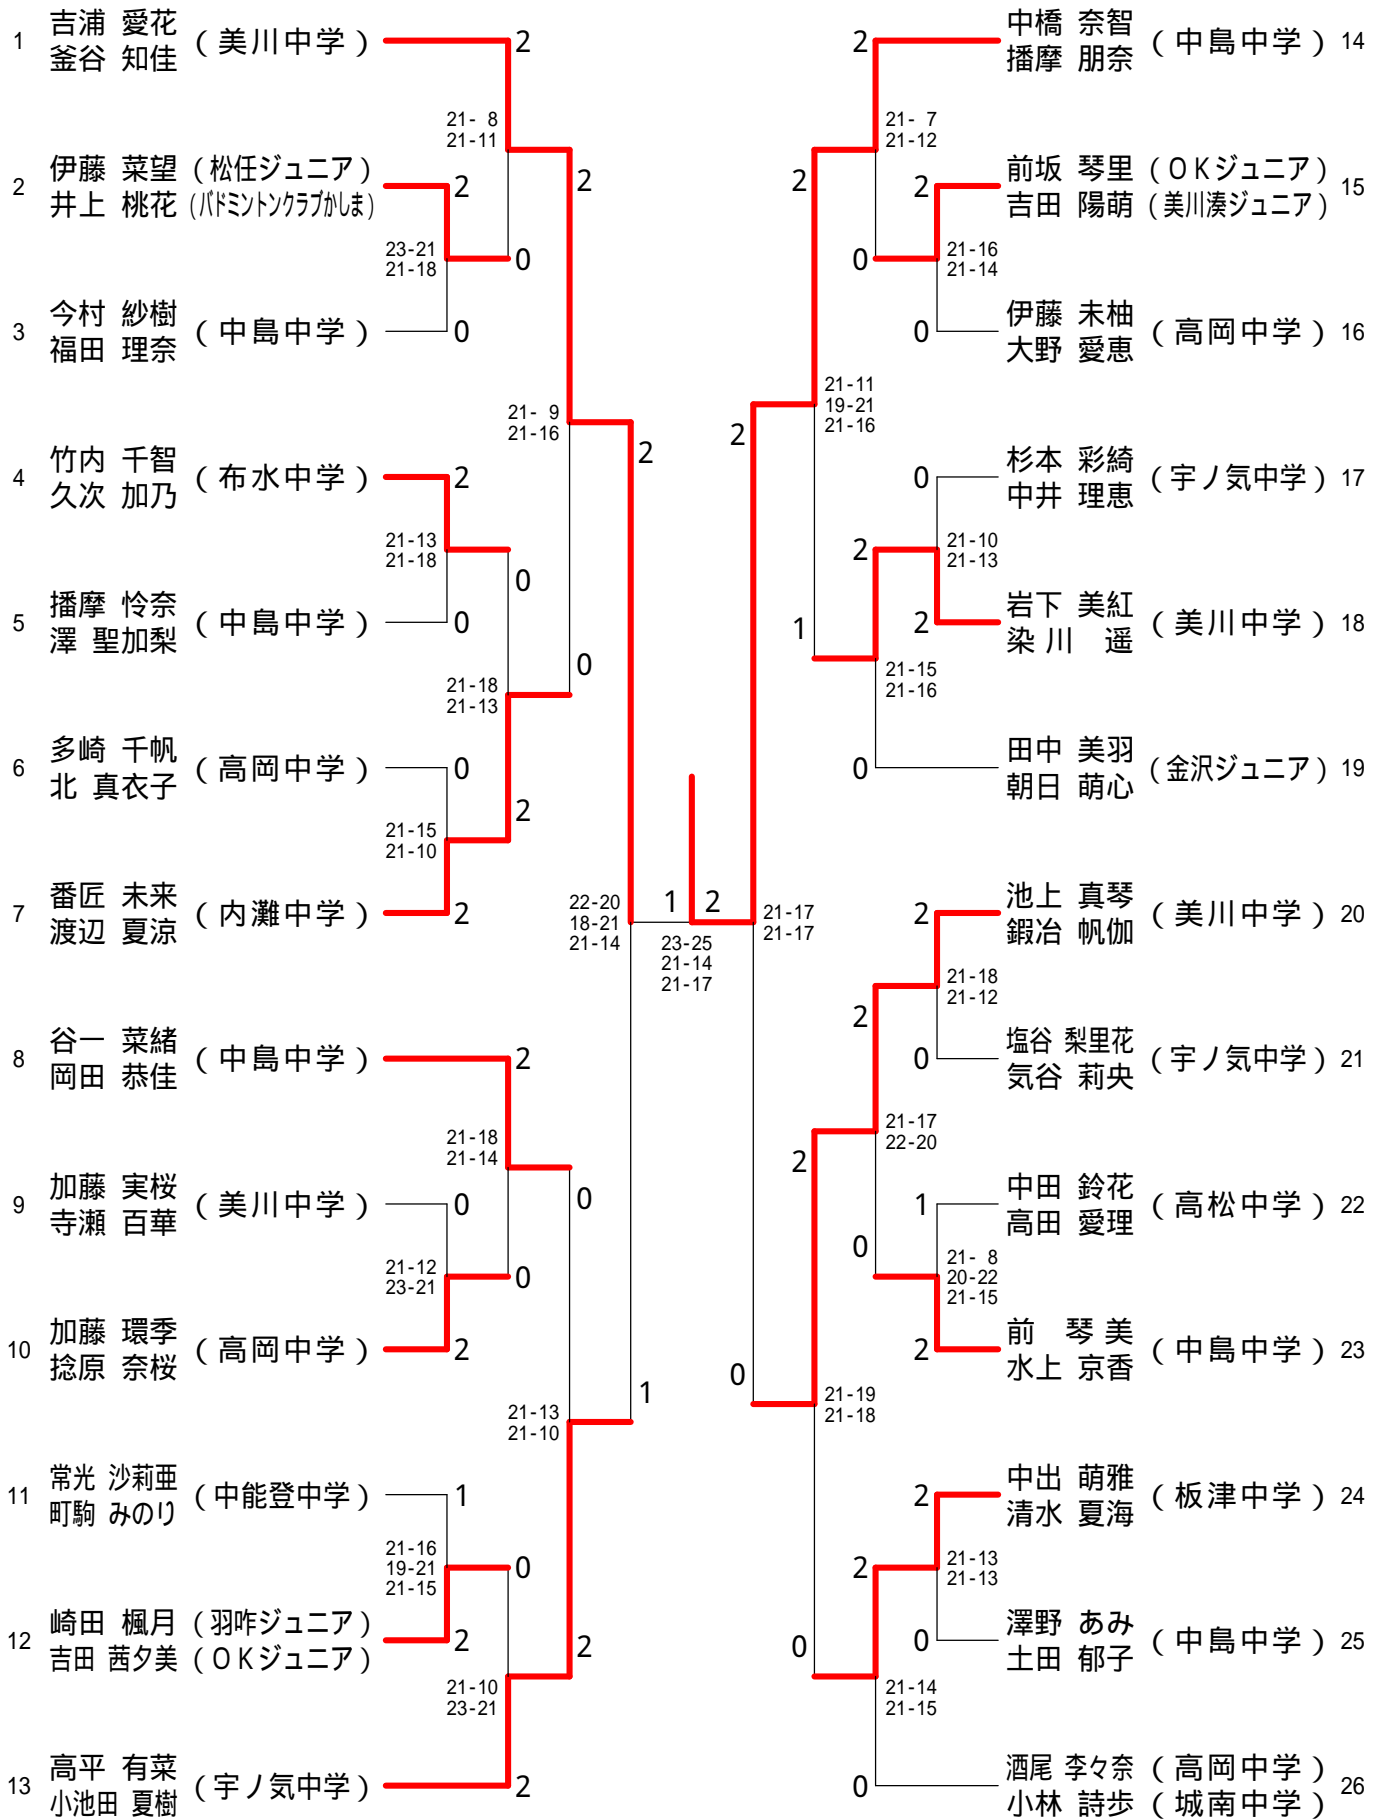 1 吉浦 愛花 (美川中学) 2
釜谷 知佳
21- 8
21-11
2 伊藤 菜望 (松任ジュニア) 2 2
井上 桃花 (バドミントンクラブかしま)
23-21
21-18
0
3 今村 紗樹 (中島中学) 0
福田 理奈
21- 9
21-16
2
4 竹内 千智 (布水中学) 2
久次 加乃
21-13
21-18
0
5 播摩 怜奈 (中島中学) 0
澤 聖加梨
0
21-18
21-13
6 多崎 千帆 (高岡中学) 0
北 真衣子
2
21-15
21-10
7 番匠 未来 (内灘中学) 2
渡辺 夏涼
22-20
18-21
21-14
1 2
23-25
21-14
21-17
8 谷一 菜緒 (中島中学) 2
岡田 恭佳
21-18
21-14
9 加藤 実桜 (美川中学) 0 0
寺瀬 百華
21-12
23-21
0
10 加藤 環季 (高岡中学) 2
捻原 奈桜
1
21-13
21-10
11 常光 沙莉亜 (中能登中学) 1
町駒 みのり
21-16
19-21
21-15
0
12 崎田 楓月 (羽咋ジュニア) 2 2
吉田 茜夕美 (OKジュニア)
21-10
23-21
13 高平 有菜 (宇ノ気中学) 2
小池田 夏樹
2 中橋 奈智 (中島中学) 14
播摩 朋奈
21- 7
21-12
2 2 前坂 琴里 (OKジュニア) 15
吉田 陽萌 (美川湊ジュニア)
0
21-16
21-14
0 伊藤 未柚 (高岡中学) 16
大野 愛恵
21-11
19-21
21-16
2
0 杉本 彩綺 (宇ノ気中学) 17
中井 理恵
2
21-10
21-13
1 2 岩下 美紅 (美川中学) 18
染川 遥
21-15
21-16
0 田中 美羽 (金沢ジュニア) 19
朝日 萌心
21-17
21-17
2 池上 真琴 (美川中学) 20
鍜冶 帆伽
21-18
21-12
2
0 塩谷 梨里花 (宇ノ気中学) 21
気谷 莉央
21-17
22-20
2
1 中田 鈴花 (高松中学) 22
高田 愛理
0
21- 8
20-22
21-15
2 前 琴美 (中島中学) 23
水上 京香
0
21-19
21-18
2 中出 萌雅 (板津中学) 24
清水 夏海
2
21-13
21-13
0 0 澤野 あみ (中島中学) 25
土田 郁子
21-14
21-15
0 酒尾 李々奈 (高岡中学) 26
小林 詩歩 (城南中学)